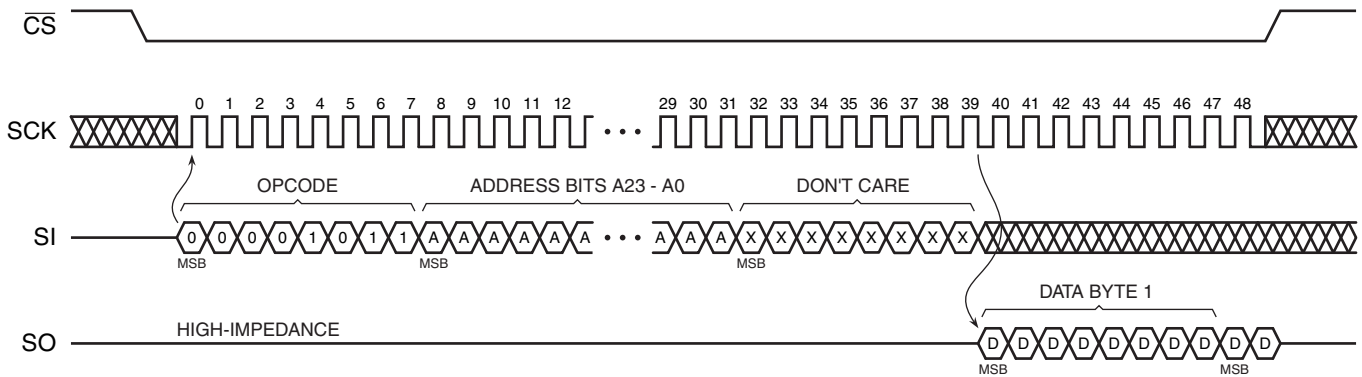 CS
0 1 2 3 4 5 6 7 8 9 10 11 12 29 30 31 32 33 34 35 36 37 38 39 40 41 42 43 44 45 46 47 48
SCK
OPCODE ADDRESS BITS A23 - A0 DON'T CARE
SI 0 0 0 0 1 0 1 1 A A A A A A A A A X X X X X X X X
MSB MSB MSB
DATA BYTE 1
HIGH-IMPEDANCE
SO D D D D D D D D D D
MSB MSB